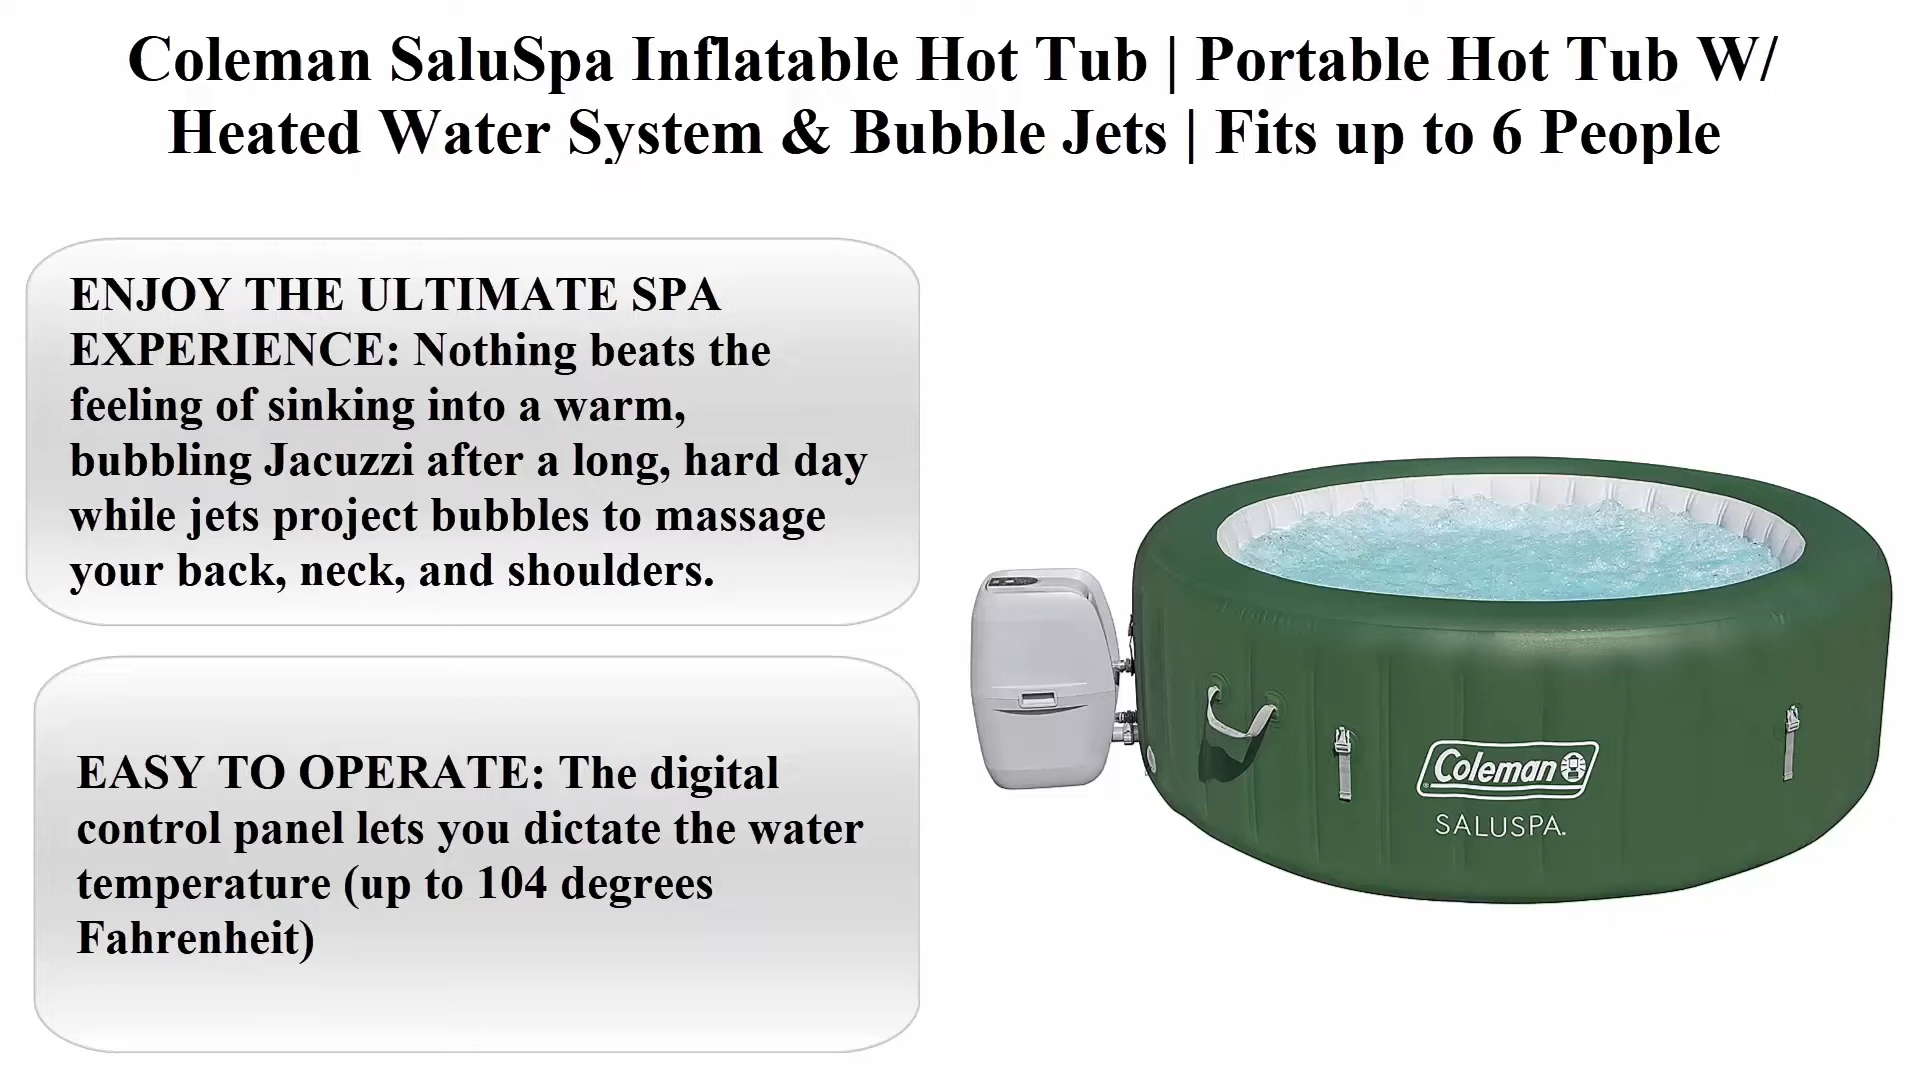 Coleman SaluSpa Inflatable Hot Tub | Portable Hot Tub W/
Heated Water System & Bubble Jets | Fits up to 6 People
ENJOY THE ULTIMATE SPA
EXPERIENCE: Nothing beats the
feeling of sinking into a warm,
bubbling Jacuzzi after a long, hard day
while jets project bubbles to massage
your back, neck, and shoulders.
EASY TO OPERATE: The digital
control panel lets you dictate the water
temperature (up to 104 degrees
Fahrenheit)
Coleman
SALUSPA